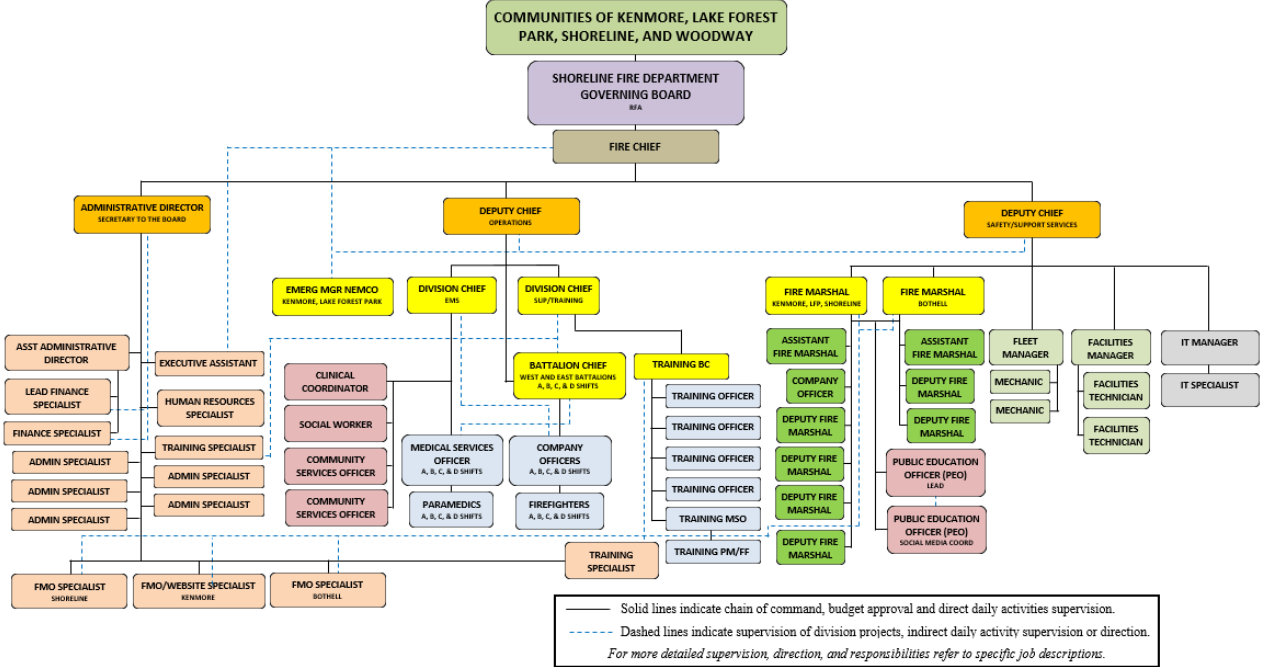 COMMUNITIES OF KENMORE, LAKE FOREST
PARK, SHORELINE, AND WOODWAY
SHORELINE FIRE DEPARTMENT
GOVERNING BOARD
RFA
FIRE CHIEF
ADMINISTRATIVE DIRECTOR
SECRETARY TO THE BOARD
DEPUTY CHIEF
OPERATIONS
DEPUTY CHIEF
SAFETY/SUPPORT SERVICES
EMERG MGR NEMCO
KENMORE, LAKE FOREST PARK
DIVISION CHIEF
EMS
DIVISION CHIEF
SUP/TRAINING
FIRE MARSHAL
KENMORE, LFP, SHORELINE
FIRE MARSHAL
BOTHELL
ASST ADMINISTRATIVE
DIRECTOR
EXECUTIVE ASSISTANT
LEAD FINANCE
SPECIALIST
HUMAN RESOURCES
SPECIALIST
FINANCE SPECIALIST
TRAINING SPECIALIST
ADMIN SPECIALIST
ADMIN SPECIALIST
ADMIN SPECIALIST
ADMIN SPECIALIST
ADMIN SPECIALIST
CLINICAL
COORDINATOR
SOCIAL WORKER
COMMUNITY
SERVICES OFFICER
COMMUNITY
SERVICES OFFICER
BATTALION CHIEF
WEST AND EAST BATTALIONS
A, B, C, & D SHIFTS
MEDICAL SERVICES
OFFICER
A, B, C, & D SHIFTS
COMPANY
OFFICERS
A, B, C, & D SHIFTS
PARAMEDICS
A, B, C, & D SHIFTS
FIREFIGHTERS
A, B, C, & D SHIFTS
TRAINING BC
TRAINING OFFICER
TRAINING OFFICER
TRAINING OFFICER
TRAINING OFFICER
TRAINING MSO
TRAINING PM/FF
TRAINING
SPECIALIST
ASSISTANT
FIRE MARSHAL
COMPANY
OFFICER
DEPUTY FIRE
MARSHAL
DEPUTY FIRE
MARSHAL
DEPUTY FIRE
MARSHAL
DEPUTY FIRE
MARSHAL
ASSISTANT
FIRE MARSHAL
DEPUTY FIRE
MARSHAL
DEPUTY FIRE
MARSHAL
PUBLIC EDUCATION
OFFICER (PEO)
LEAD
PUBLIC EDUCATION
OFFICER (PEO)
SOCIAL MEDIA COORD
FLEET
MANAGER
MECHANIC
MECHANIC
FACILITIES
MANAGER
FACILITIES
TECHNICIAN
FACILITIES
TECHNICIAN
IT MANAGER
IT SPECIALIST
FMO SPECIALIST
SHORELINE
FMO/WEBSITE SPECIALIST
KENMORE
FMO SPECIALIST
BOTHELL
Solid lines indicate chain of command, budget approval and direct daily activities supervision.
Dashed lines indicate supervision of division projects, indirect daily activity supervision or direction.
For more detailed supervision, direction, and responsibilities refer to specific job descriptions.